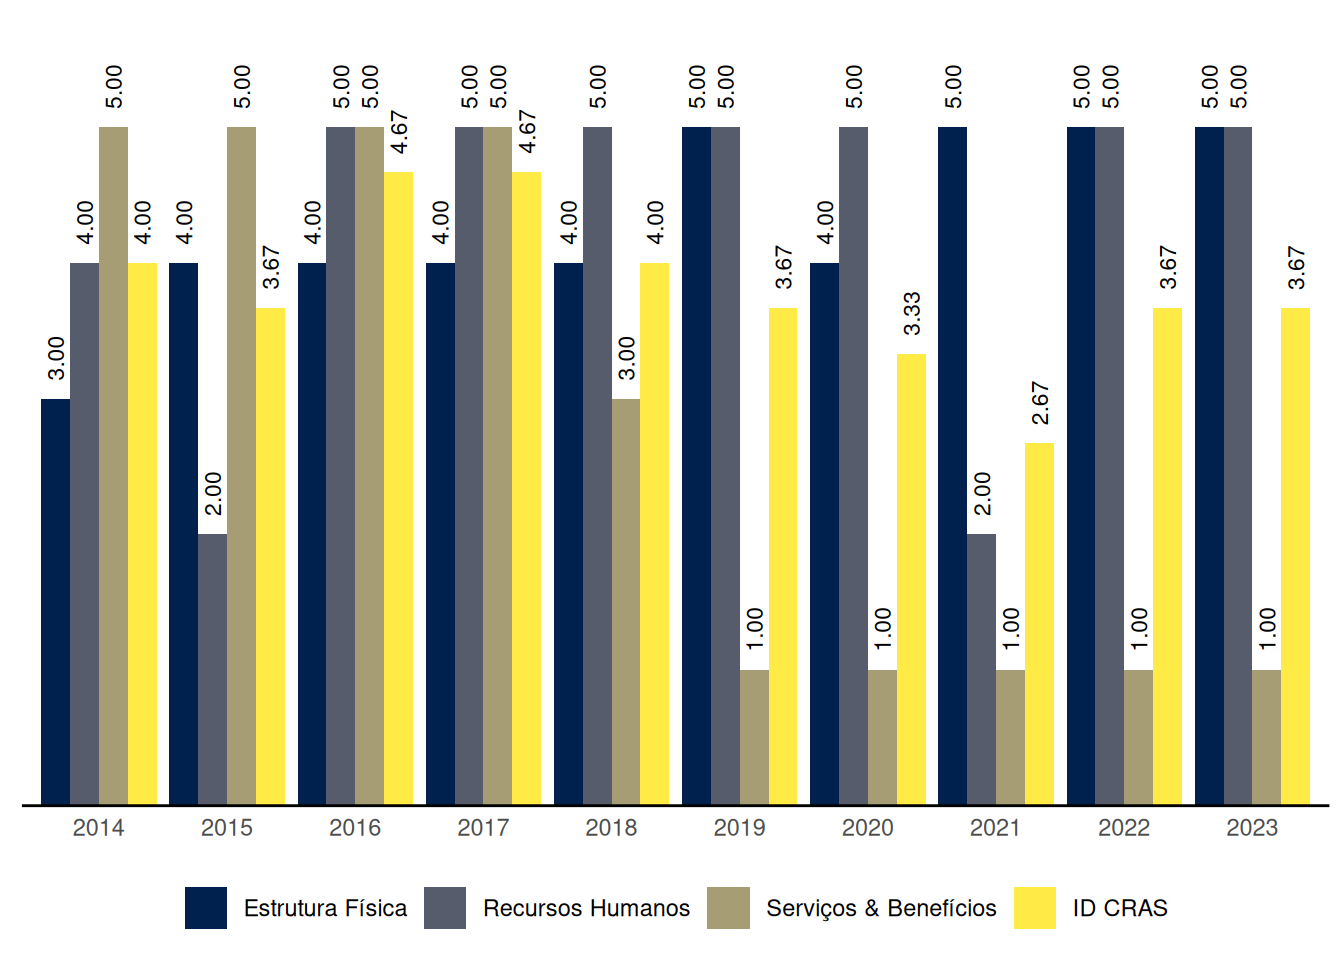 5.00 5.00 5.00 5.00 5.00 5.00 5.00 5.00 5.00 5.00 5.00 5.00 5.00 5.00 5.00
4.67 4.67
4.00 4.00 4.00 4.00 4.00 4.00 4.00 4.00
3.67 3.67 3.67 3.67
3.33
3.00 3.00
2.67
2.00 2.00
1.00 1.00 1.00 1.00 1.00
2014 2015 2016 2017 2018 2019 2020 2021 2022 2023
Estrutura Física Recursos Humanos Serviços & Benefícios ID CRAS